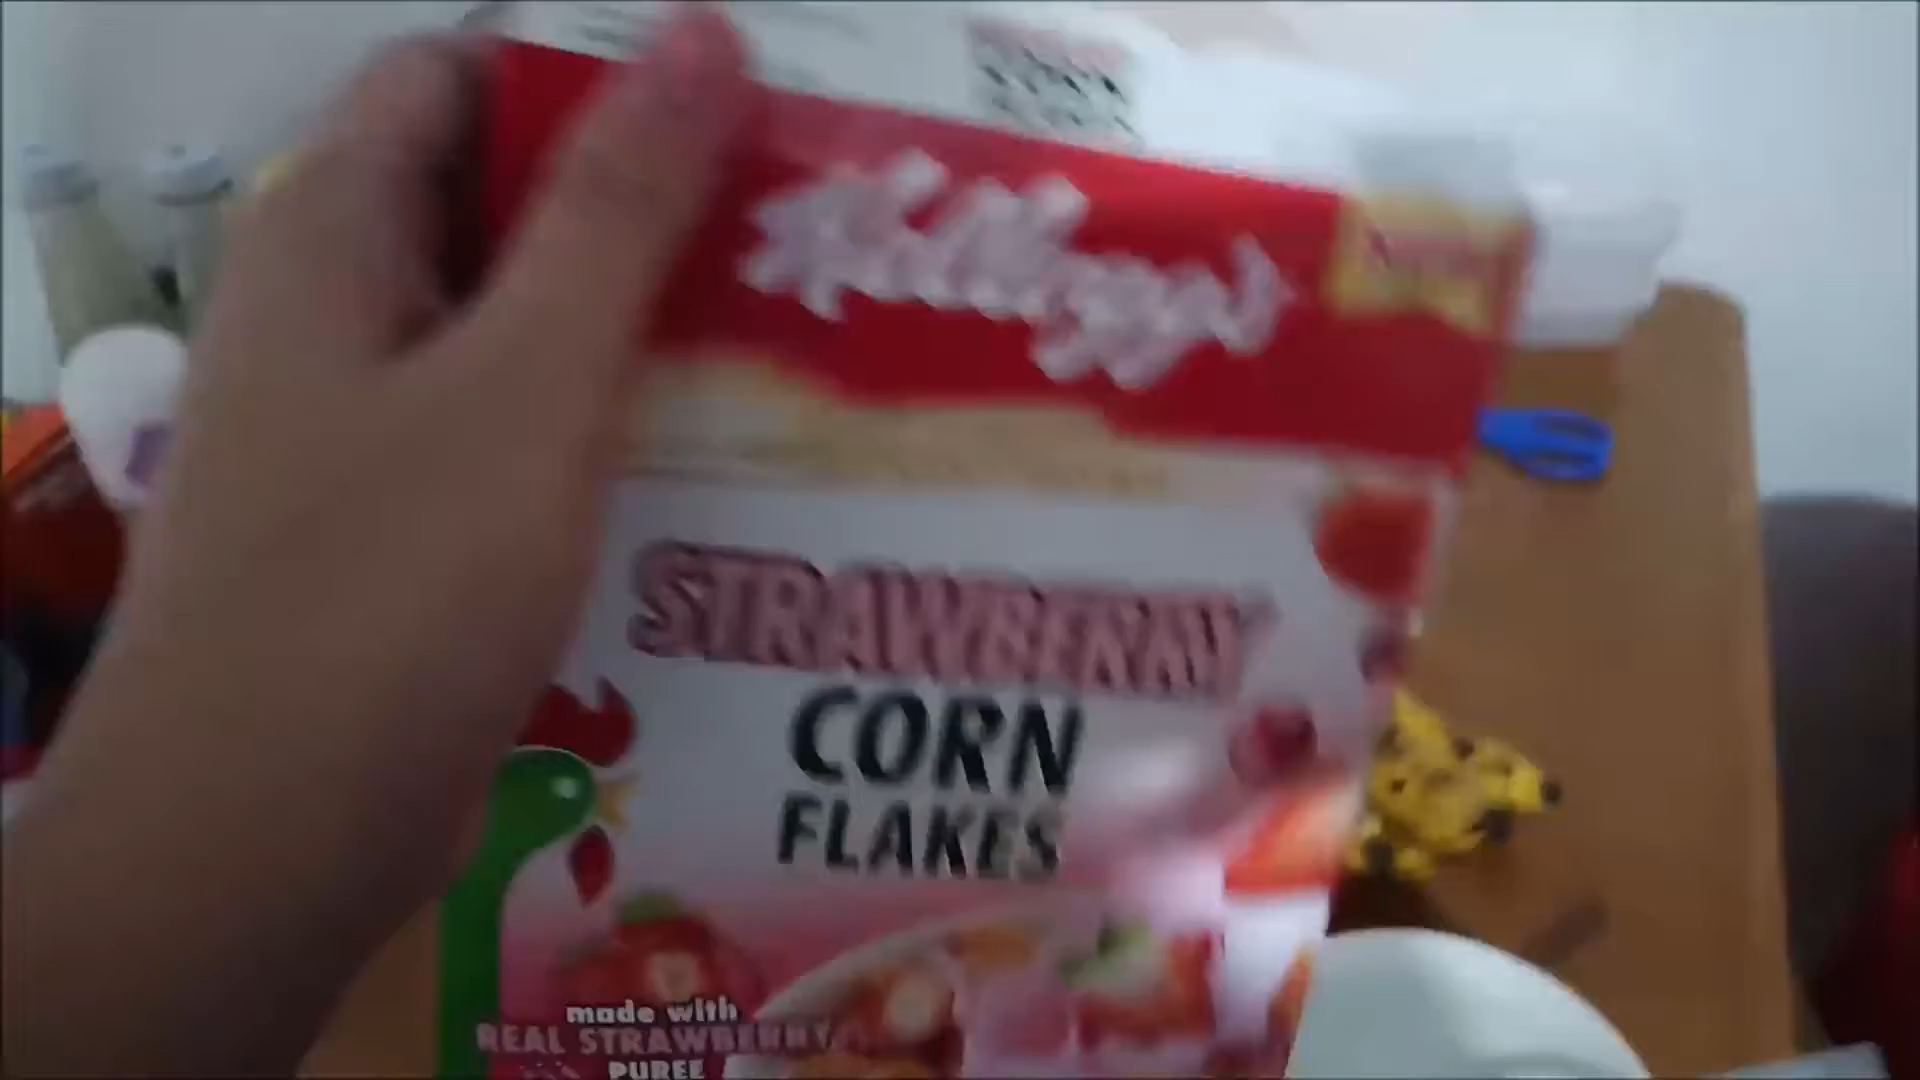 Kellogg's
STRAWBERRY
CORN
FLAKES
made with
REAL STRAWBERRY
PUREE